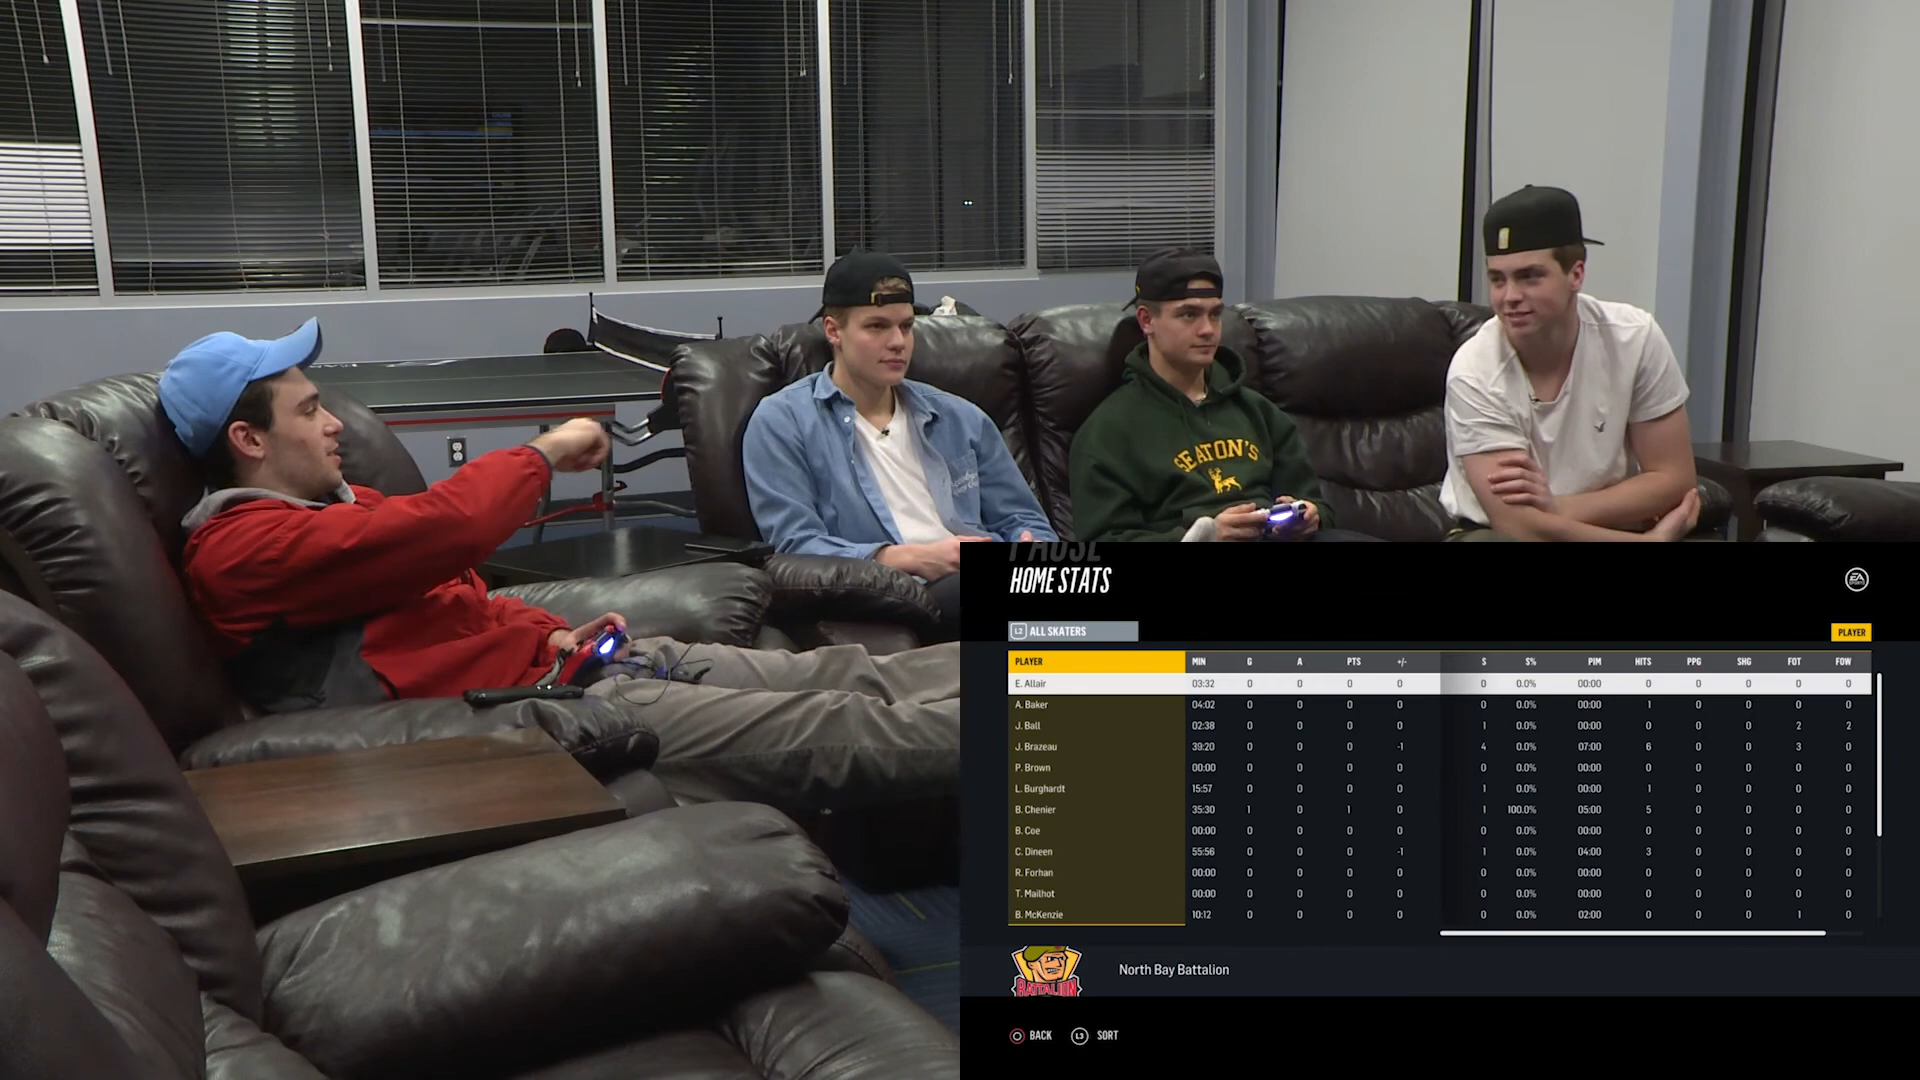 SEATON'S
PAUSE
HOME STATS
EA SPORTS
L2 ALL SKATERS
PLAYER
PLAYER MIN G A PTS +/- S S% PIM HITS PPG SHG FOT FOW
E. Allair 03:32 0 0 0 0 0 0.0% 00:00 0 0 0 0 0
A. Baker 04:02 0 0 0 0 0 0.0% 00:00 1 0 0 0 0
J. Ball 02:38 0 0 0 0 1 0.0% 00:00 0 0 0 2 2
J. Brazeau 39:20 0 0 0 -1 4 0.0% 07:00 6 0 0 3 0
P. Brown 00:00 0 0 0 0 0 0.0% 00:00 0 0 0 0 0
L. Burghardt 15:57 0 0 0 0 1 0.0% 00:00 1 0 0 0 0
B. Chenier 35:30 1 0 1 0 1 100.0% 05:00 5 0 0 0 0
B. Coe 00:00 0 0 0 0 0 0.0% 00:00 0 0 0 0 0
C. Dineen 55:56 0 0 0 -1 1 0.0% 04:00 3 0 0 0 0
R. Forhan 00:00 0 0 0 0 0 0.0% 00:00 0 0 0 0 0
T. Mailhot 00:00 0 0 0 0 0 0.0% 00:00 0 0 0 0 0
B. McKenzie 10:12 0 0 0 0 0 0.0% 02:00 0 0 0 1 0
BATTALION
North Bay Battalion
BACK L3 SORT